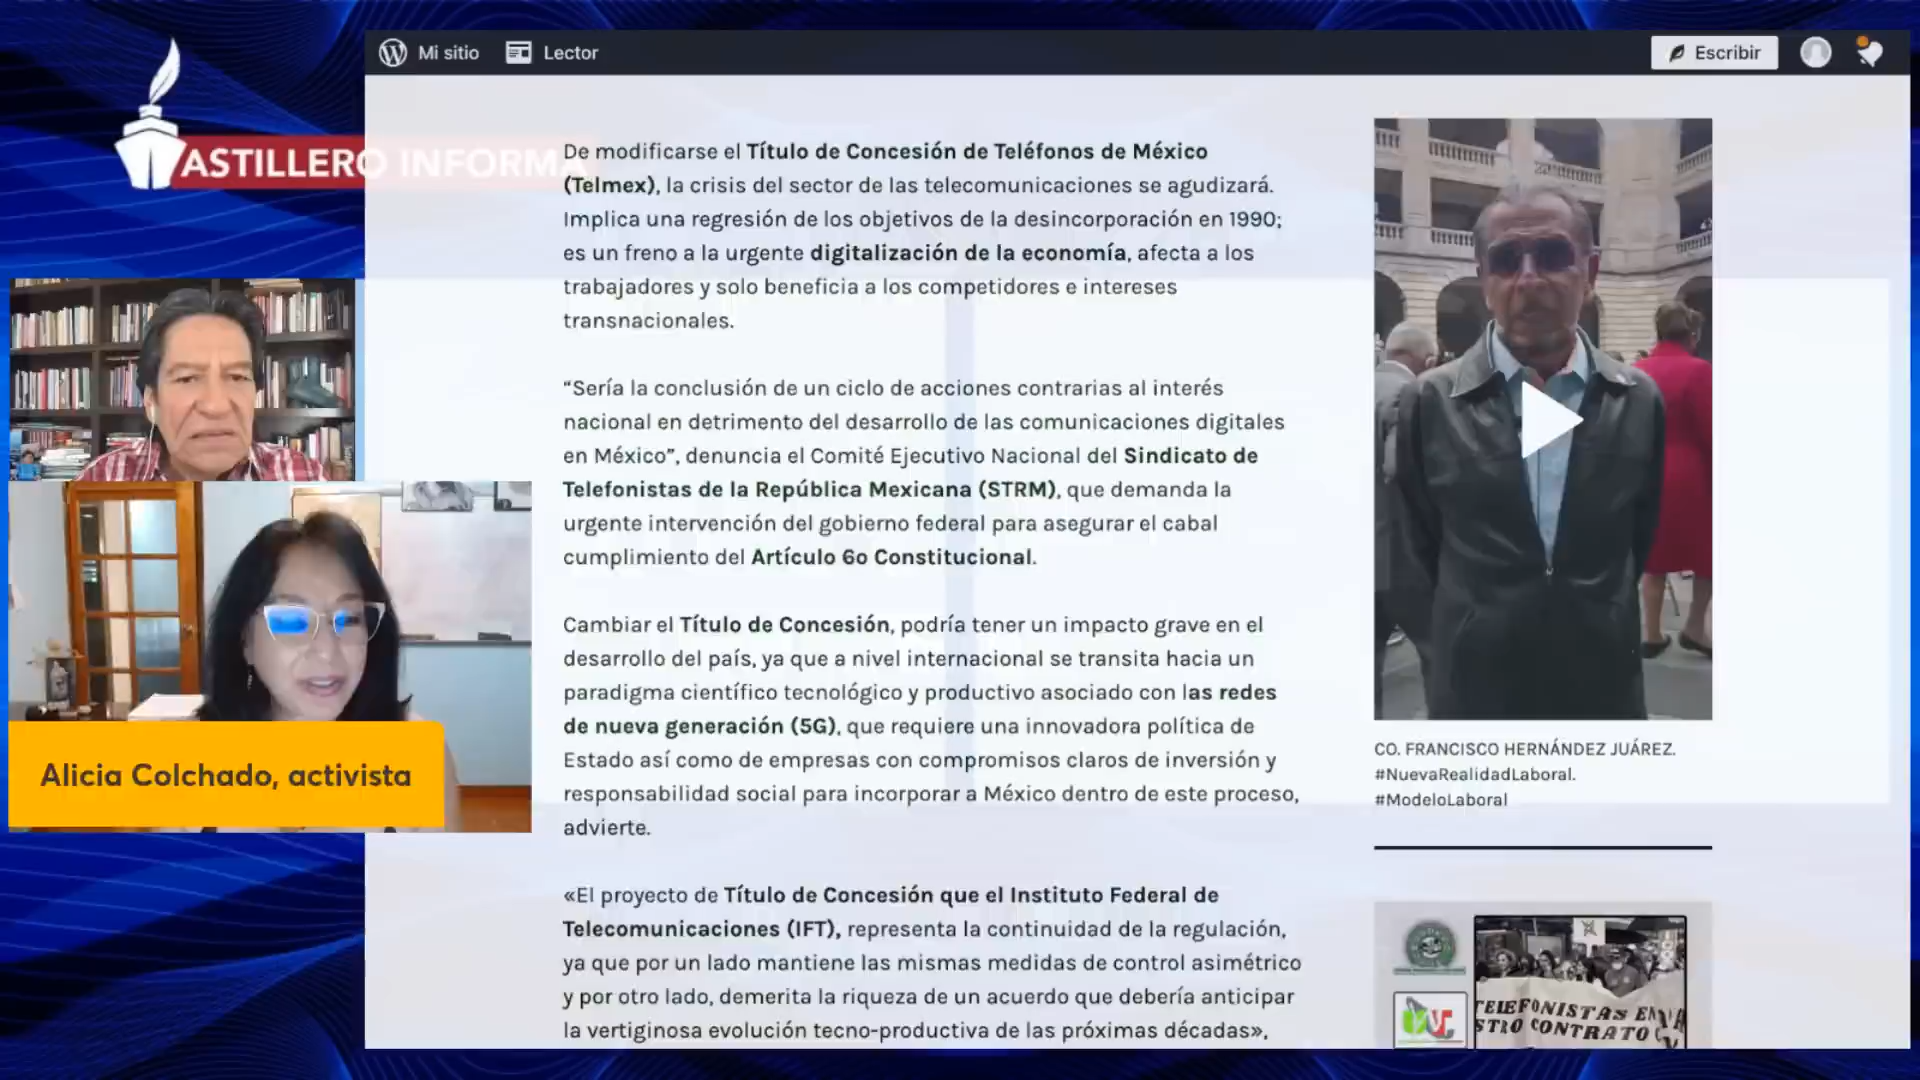 Mi sitio
Lector
Escribir
ASTILLERO INFORMA
De modificarse el Título de Concesión de Teléfonos de México
(Telmex), la crisis del sector de las telecomunicaciones se agudizará.
Implica una regresión de los objetivos de la desincorporación en 1990;
es un freno a la urgente digitalización de la economía, afecta a los
trabajadores y solo beneficia a los competidores e intereses
transnacionales.
“Sería la conclusión de un ciclo de acciones contrarias al interés
nacional en detrimento del desarrollo de las comunicaciones digitales
en México”, denuncia el Comité Ejecutivo Nacional del Sindicato de
Telefonistas de la República Mexicana (STRM), que demanda la
urgente intervención del gobierno federal para asegurar el cabal
cumplimiento del Artículo 6o Constitucional.
Cambiar el Título de Concesión, podría tener un impacto grave en el
desarrollo del país, ya que a nivel internacional se transita hacia un
paradigma científico tecnológico y productivo asociado con las redes
de nueva generación (5G), que requiere una innovadora política de
Estado así como de empresas con compromisos claros de inversión y
responsabilidad social para incorporar a México dentro de este proceso,
advierte.
«El proyecto de Título de Concesión que el Instituto Federal de
Telecomunicaciones (IFT), representa la continuidad de la regulación,
ya que por un lado mantiene las mismas medidas de control asimétrico
y por otro lado, demerita la riqueza de un acuerdo que debería anticipar
la vertiginosa evolución tecno-productiva de las próximas décadas»,
CO. FRANCISCO HERNÁNDEZ JUÁREZ.
#NuevaRealidadLaboral.
#ModeloLaboral
TELEFONISTAS EN
STRO CONTRATO
Alicia Colchado, activista